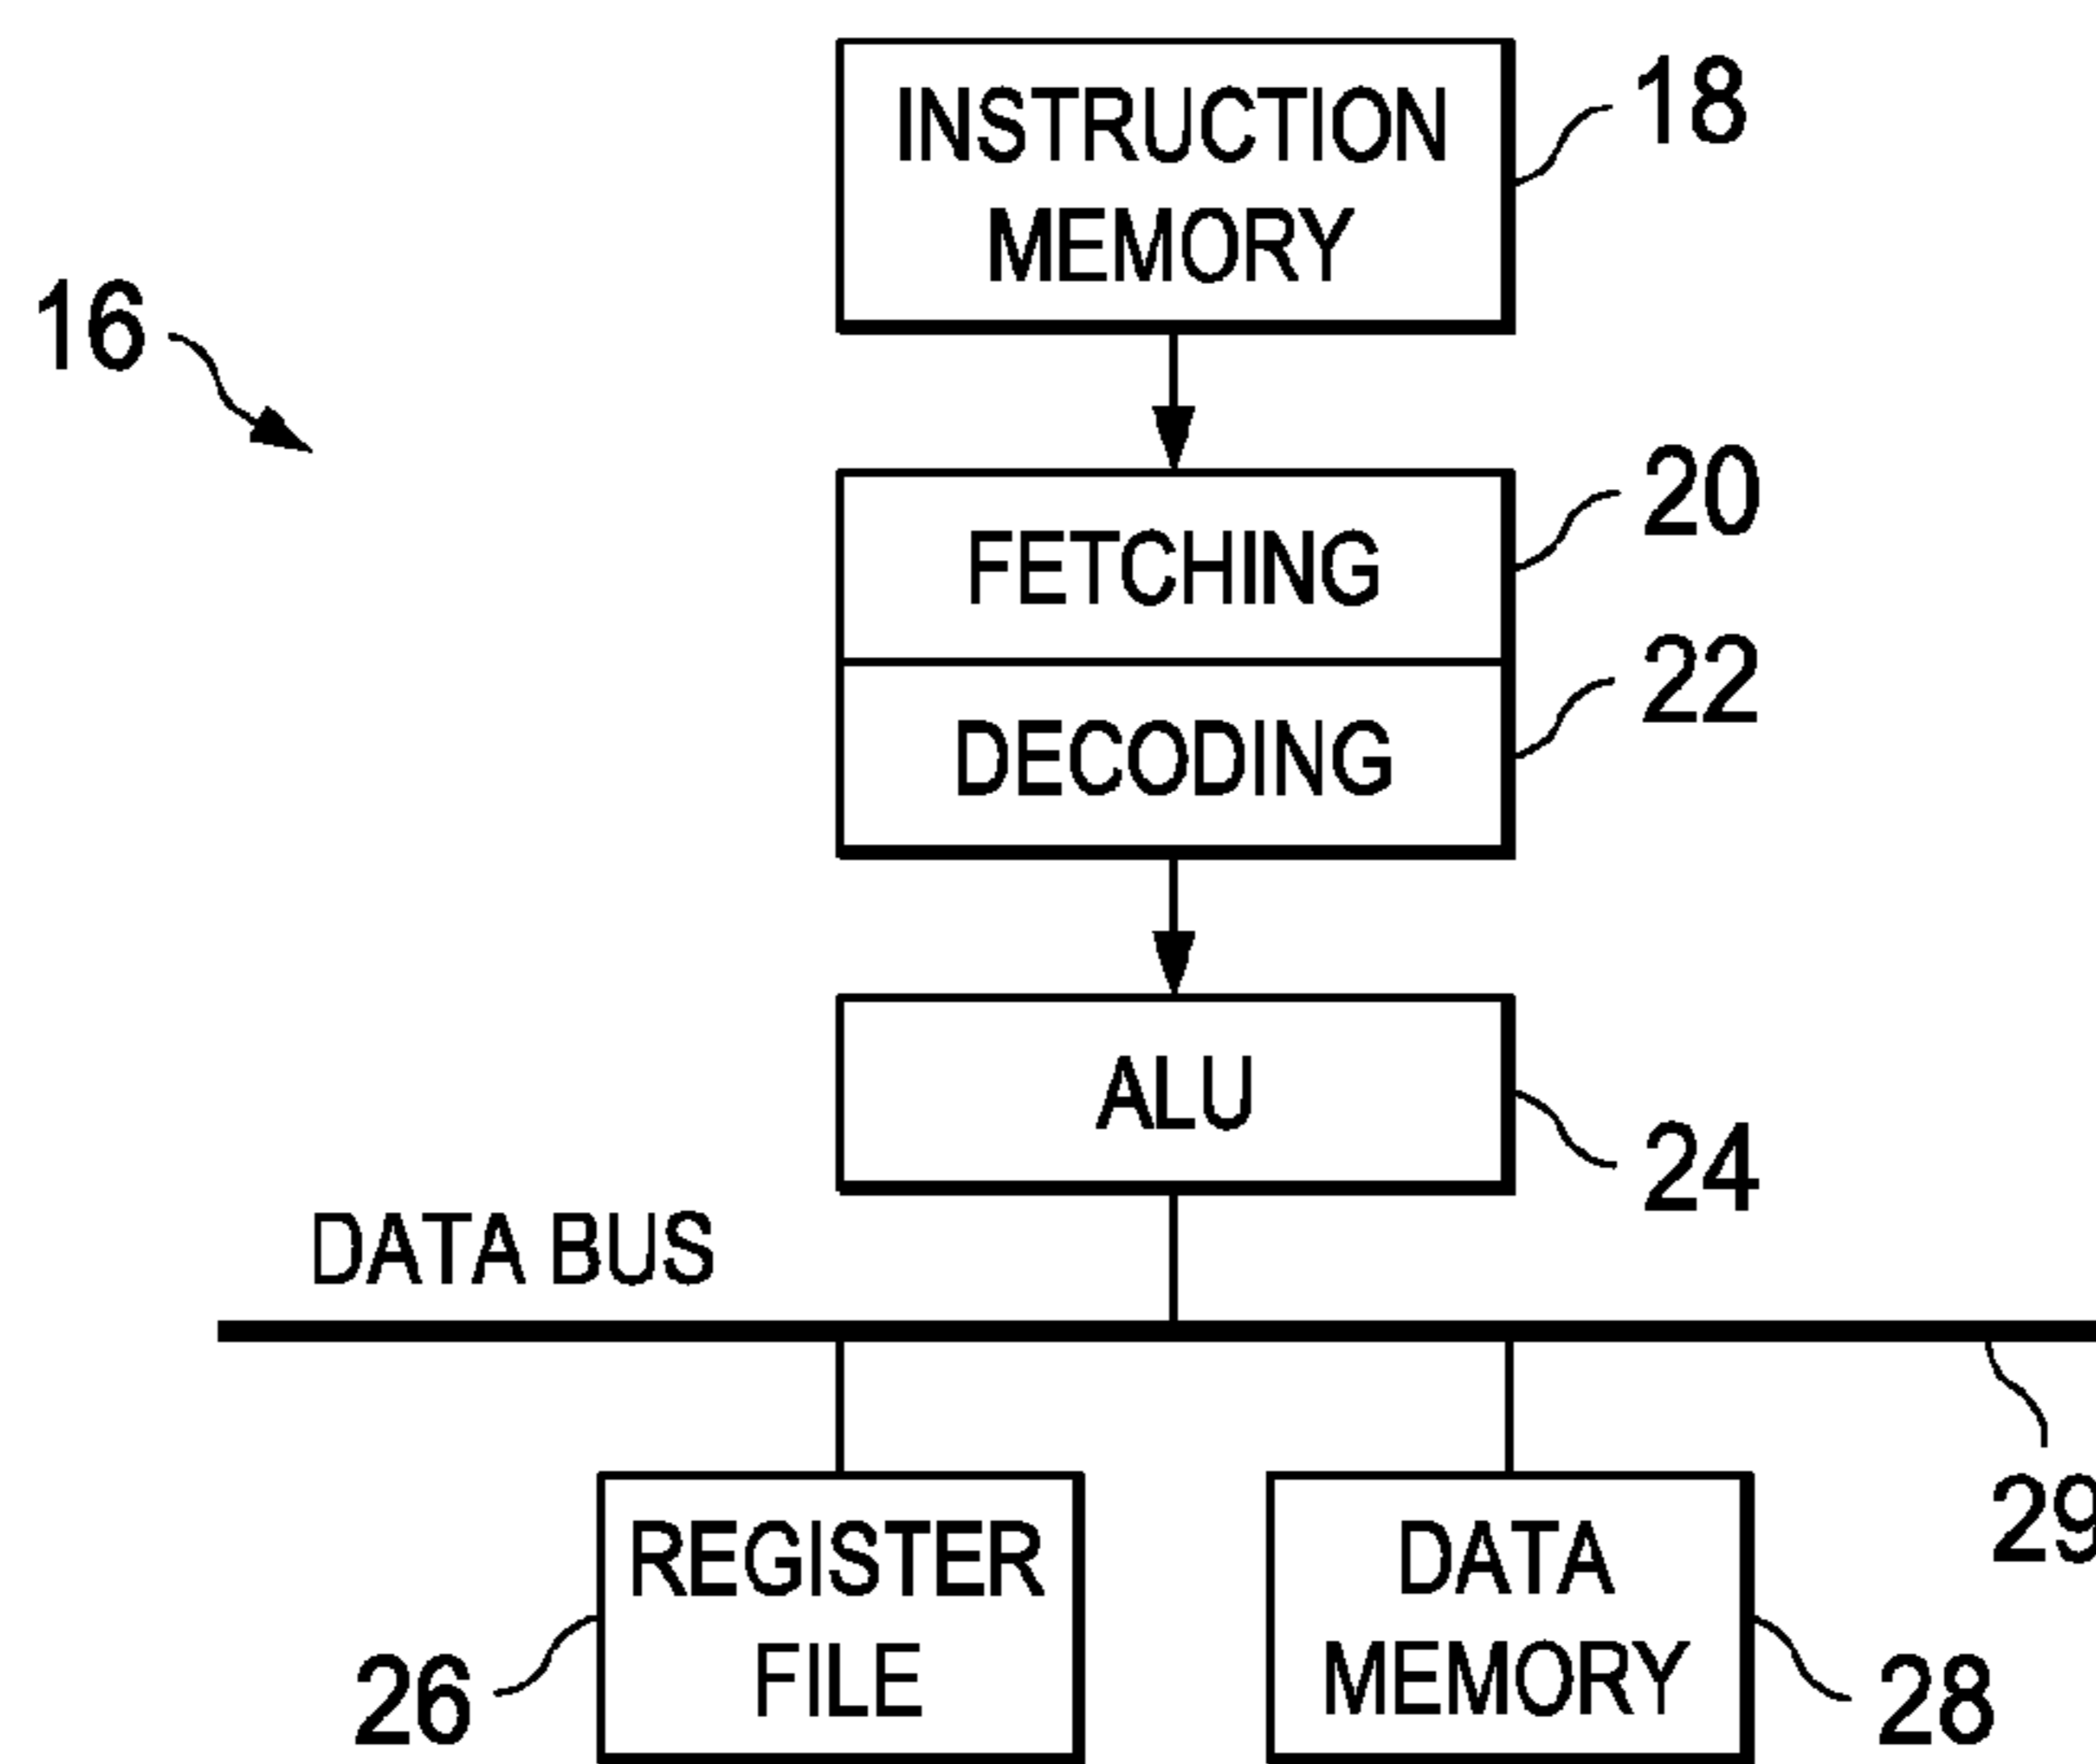 INSTRUCTION
MEMORY
18
16
FETCHING
20
DECODING
22
ALU
24
DATA BUS
29
REGISTER
FILE
26
DATA
MEMORY
28